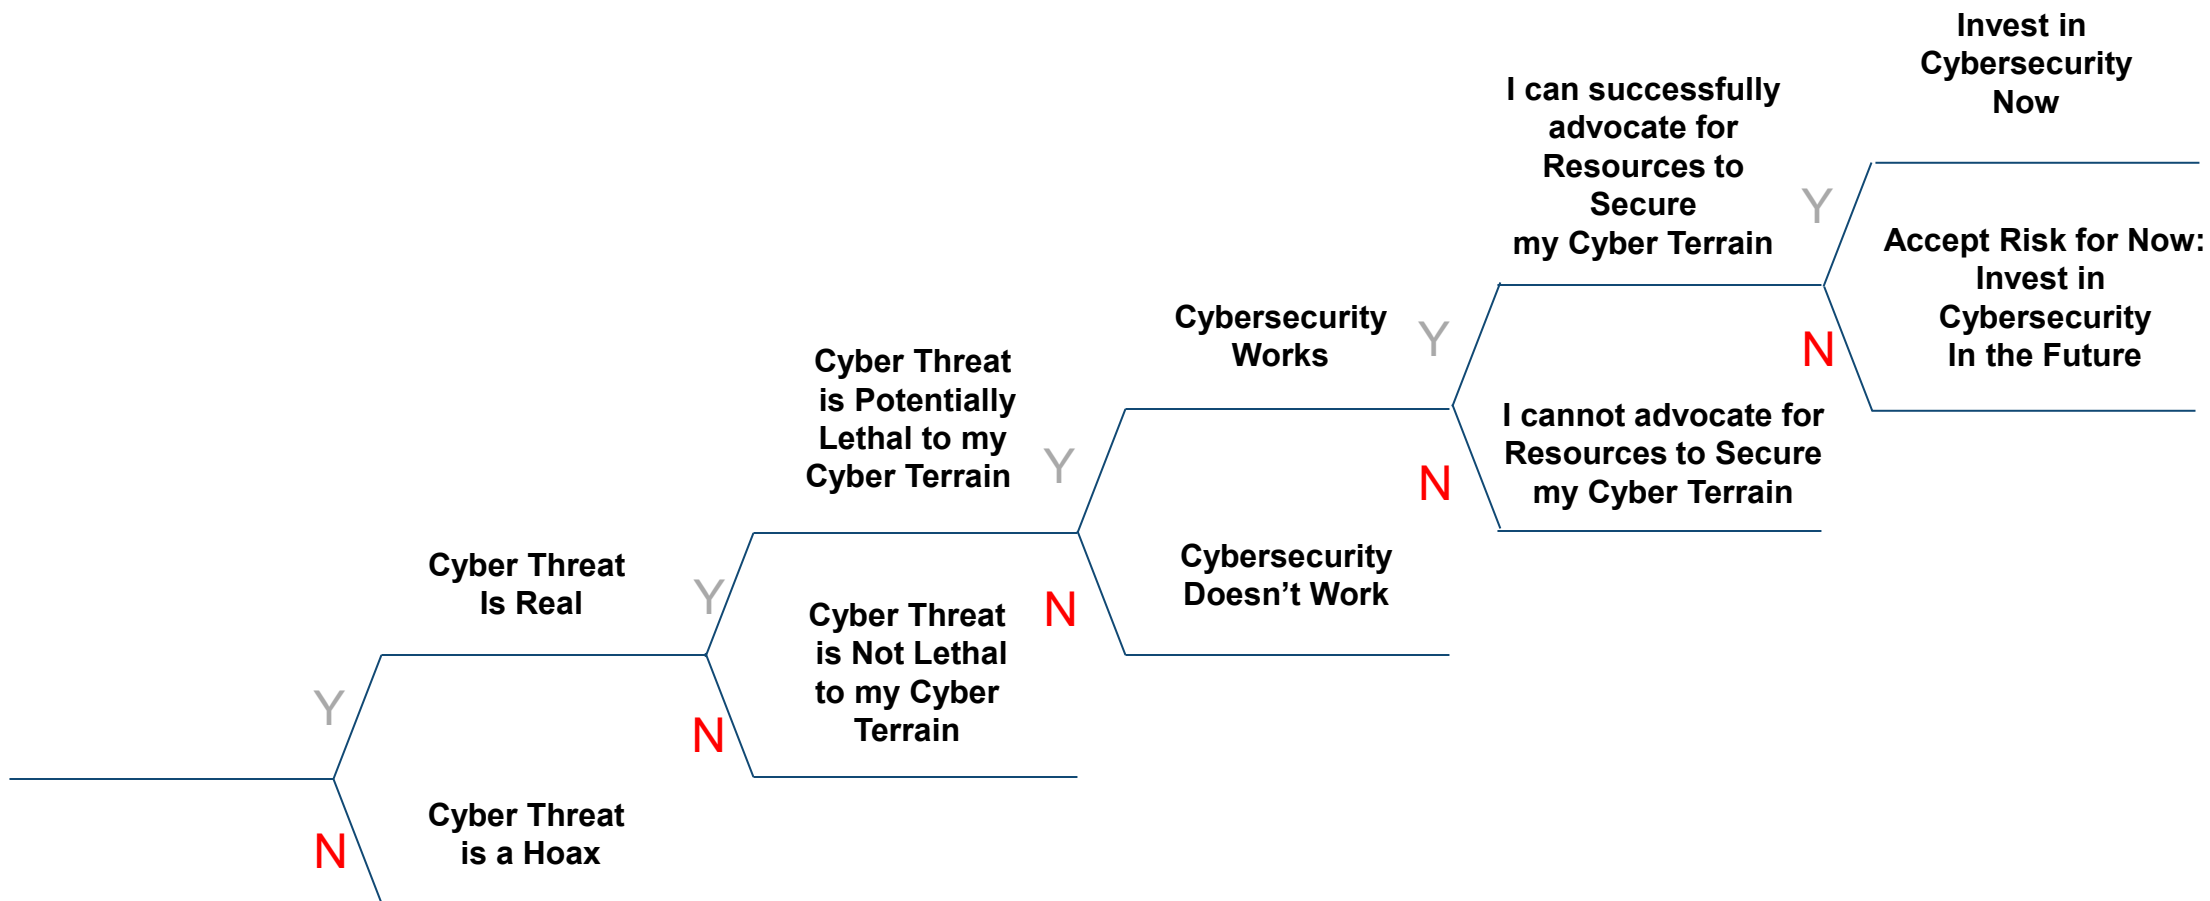 Invest in
Cybersecurity
Now
I can successfully
advocate for
Resources to
Secure
my Cyber Terrain
Y
Accept Risk for Now:
Invest in
Cybersecurity
In the Future
N
Cybersecurity
Works
Y
I cannot advocate for
Resources to Secure
my Cyber Terrain
N
Cyber Threat
is Potentially
Lethal to my
Cyber Terrain
Y
Cybersecurity
Doesn’t Work
N
Cyber Threat
Is Real
Y
Cyber Threat
is Not Lethal
to my Cyber
Terrain
N
Y
Cyber Threat
is a Hoax
N